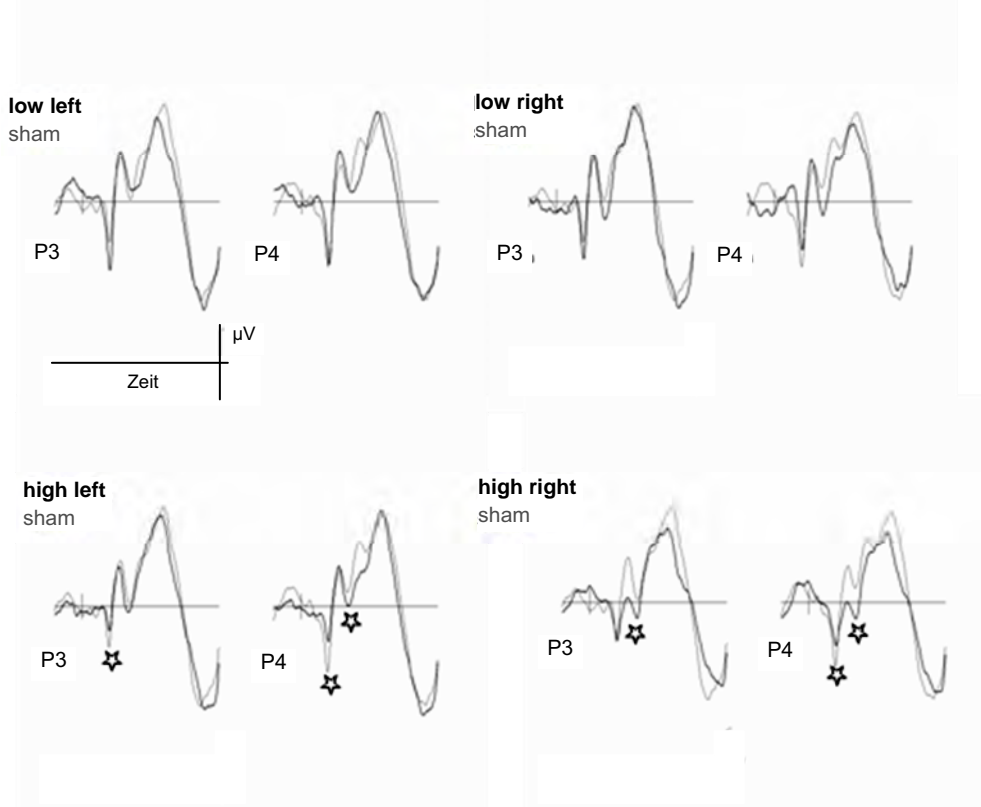 low left
sham
low right
sham
P3
P4
P3
P4
µV
Zeit
high left
sham
high right
sham
P3
P4
P3
P4